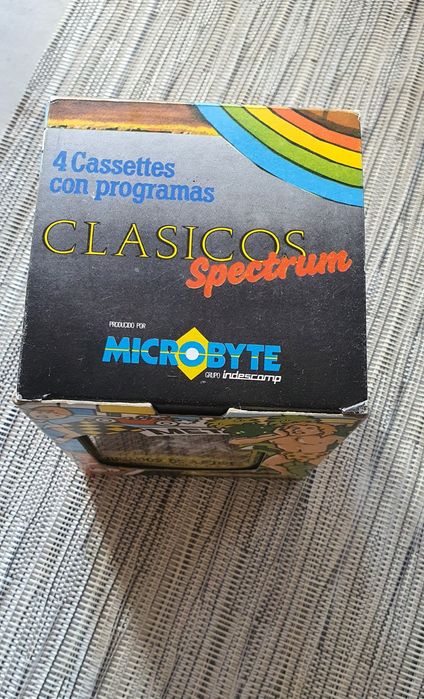 4 Cassettes
con programas
CLASICOS
Spectrum
PRODUCIDO POR
MICROBYTE
GRUPO indescomp